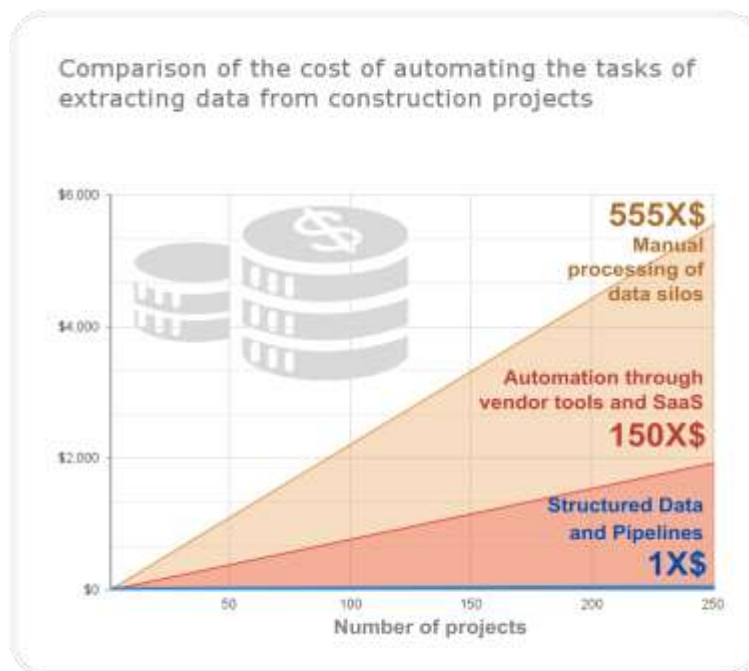 Comparison of the cost of automating the tasks of
extracting data from construction projects
$6.000
555X$
Manual
processing of
data silos
$4.000
Automation through
vendor tools and SaaS
150X$
$2.000
Structured Data
and Pipelines
1X$
$0
50 100 150 200 250
Number of projects
$